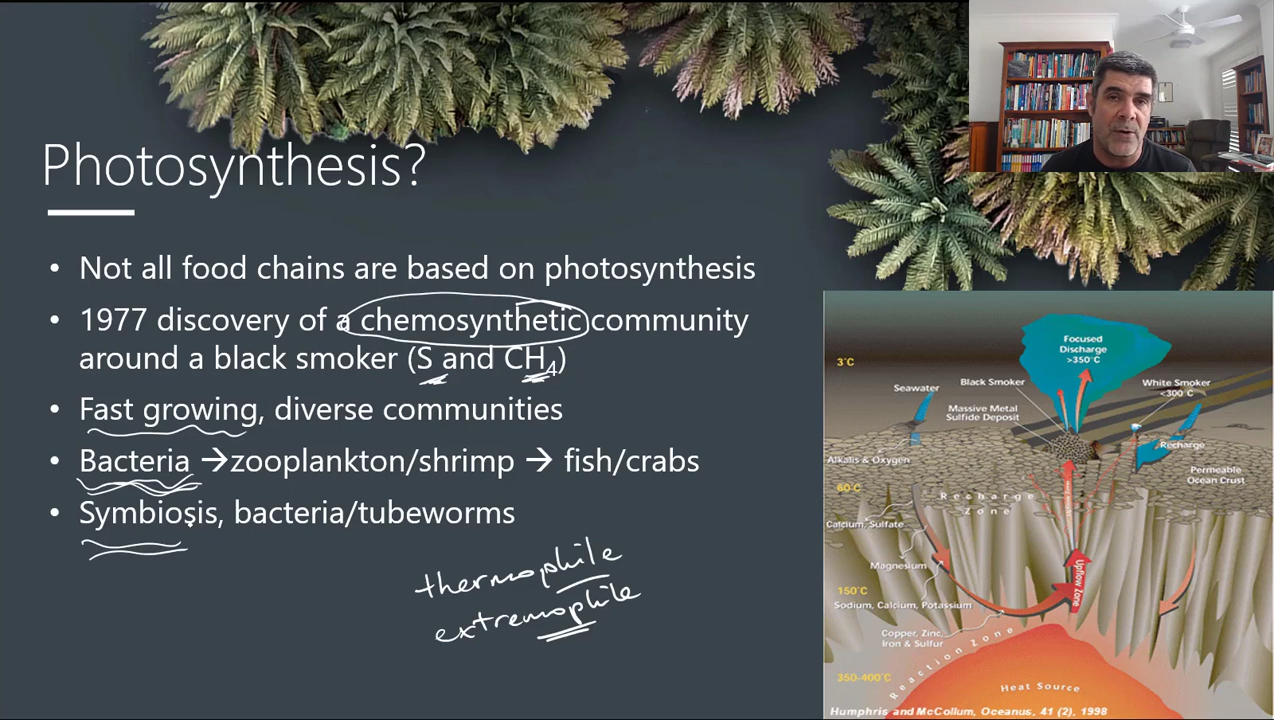 Photosynthesis?
• Not all food chains are based on photosynthesis
• 1977 discovery of a chemosynthetic community
around a black smoker (S and CH₄)
• Fast growing, diverse communities
• Bacteria →zooplankton/shrimp → fish/crabs
• Symbiosis, bacteria/tubeworms
thermophile
extremophile
Focused
Discharge
>350°C
3°C
Seawater
Black Smoker
White Smoker
<300°C
Massive Metal
Sulfide Deposit
Recharge
Alkalis & Oxygen
Permeable
Ocean Crust
60°C
Recharge
Zone
Calcium, Sulfate
Magnesium
Upflow Zone
150°C
Sodium, Calcium, Potassium
Copper, Zinc,
Iron & Sulfur
Reaction Zone
350-400°C
Heat Source
Humphris and McCollum, Oceanus, 41 (2), 1998